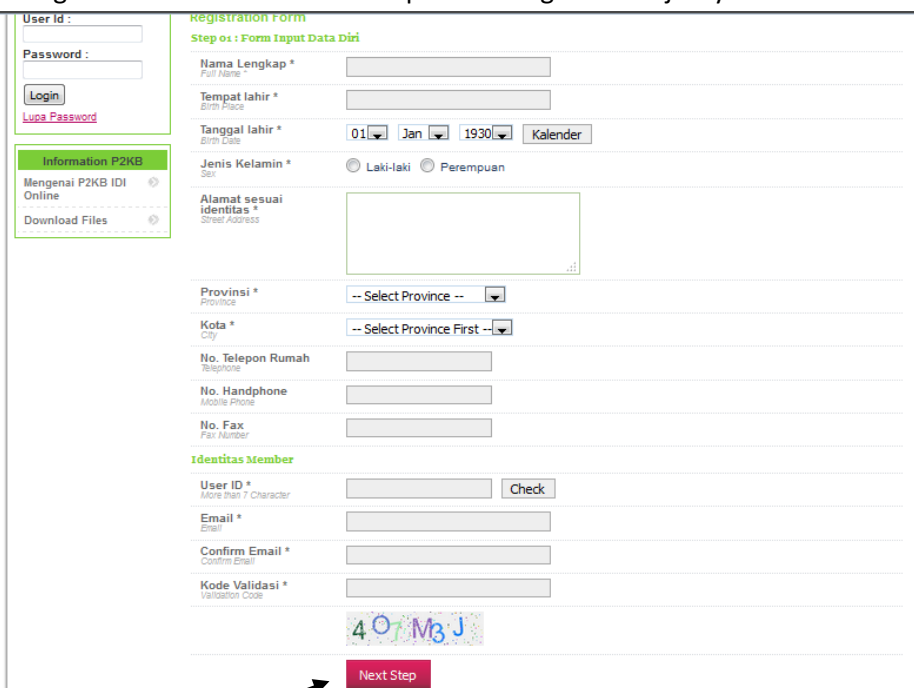 User Id :
Password :
Login
Lupa Password
Information P2KB
Mengenai P2KB IDI
Online
Download Files
Registration Form
Step 01 : Form Input Data Diri
Nama Lengkap *
Full Name *
Tempat lahir *
Birth Place
Tanggal lahir *
Birth Date
01 Jan 1930 Kalender
Jenis Kelamin *
Sex
Laki-laki Perempuan
Alamat sesuai
identitas *
Street Address
Provinsi *
Province
-- Select Province --
Kota *
City
-- Select Province First --
No. Telepon Rumah
Telephone
No. Handphone
Mobile Phone
No. Fax
Fax Number
Identitas Member
User ID *
More than 7 Character
Check
Email *
Email
Confirm Email *
Confirm Email
Kode Validasi *
Validation Code
4O7M3J
Next Step